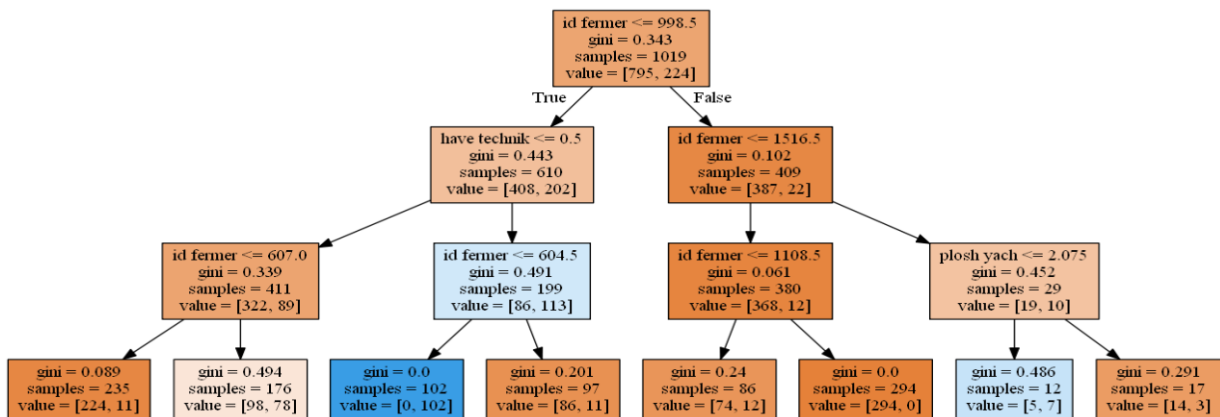 id fermer <= 998.5
gini = 0.343
samples = 1019
value = [795, 224]
True
False
have technik <= 0.5
gini = 0.443
samples = 610
value = [408, 202]
id fermer <= 1516.5
gini = 0.102
samples = 409
value = [387, 22]
id fermer <= 607.0
gini = 0.339
samples = 411
value = [322, 89]
id fermer <= 604.5
gini = 0.491
samples = 199
value = [86, 113]
id fermer <= 1108.5
gini = 0.061
samples = 380
value = [368, 12]
plosh yach <= 2.075
gini = 0.452
samples = 29
value = [19, 10]
gini = 0.089
samples = 235
value = [224, 11]
gini = 0.494
samples = 176
value = [98, 78]
gini = 0.0
samples = 102
value = [0, 102]
gini = 0.201
samples = 97
value = [86, 11]
gini = 0.24
samples = 86
value = [74, 12]
gini = 0.0
samples = 294
value = [294, 0]
gini = 0.486
samples = 12
value = [5, 7]
gini = 0.291
samples = 17
value = [14, 3]